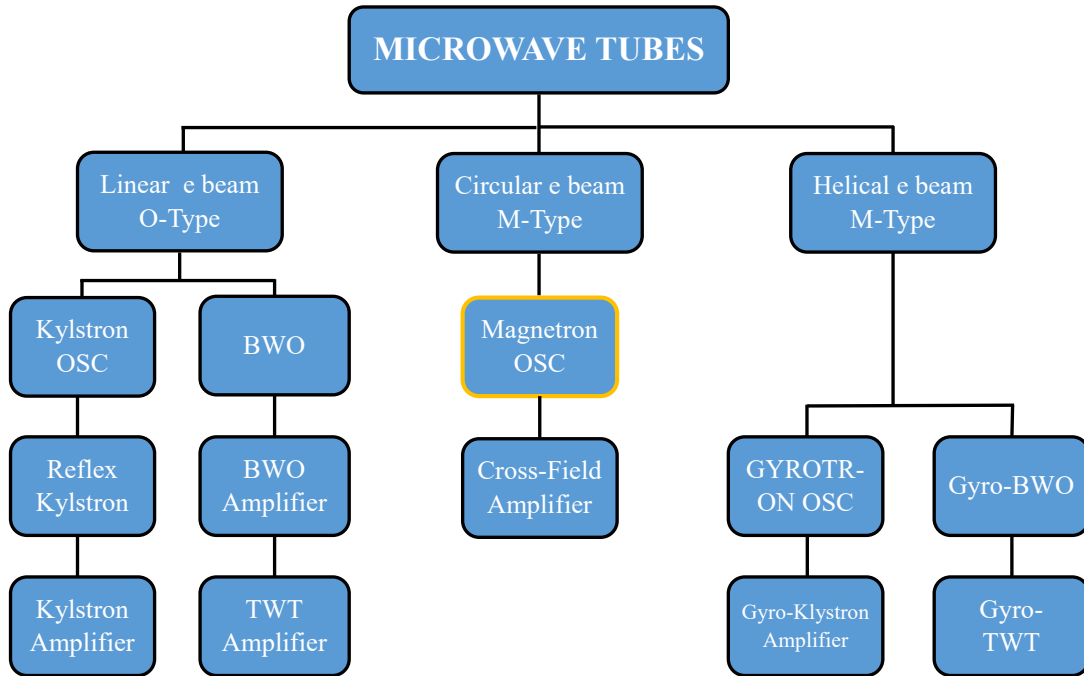 MICROWAVE TUBES
Linear e beam
O-Type
Circular e beam
M-Type
Helical e beam
M-Type
Kylstron
OSC
BWO
Magnetron
OSC
Reflex
Kylstron
BWO
Amplifier
Cross-Field
Amplifier
GYROTR-
ON OSC
Gyro-BWO
Kylstron
Amplifier
TWT
Amplifier
Gyro-Klystron
Amplifier
Gyro-
TWT